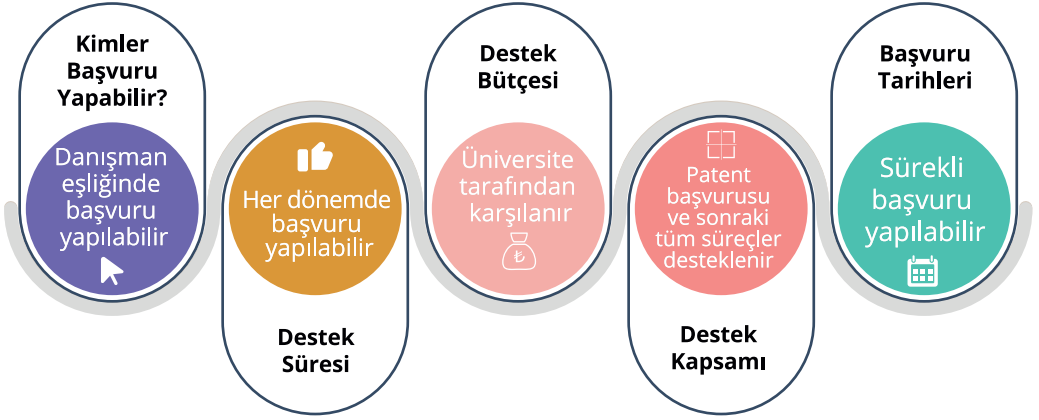 Kimler
Başvuru
Yapabilir?
Danışman
eşliğinde
başvuru
yapılabilir
Her dönemde
başvuru
yapılabilir
Destek
Süresi
Destek
Bütçesi
Üniversite
tarafından
karşılanır
₺
Patent
başvurusu
ve sonraki
tüm süreçler
desteklenir
Destek
Kapsamı
Başvuru
Tarihleri
Sürekli
başvuru
yapılabilir